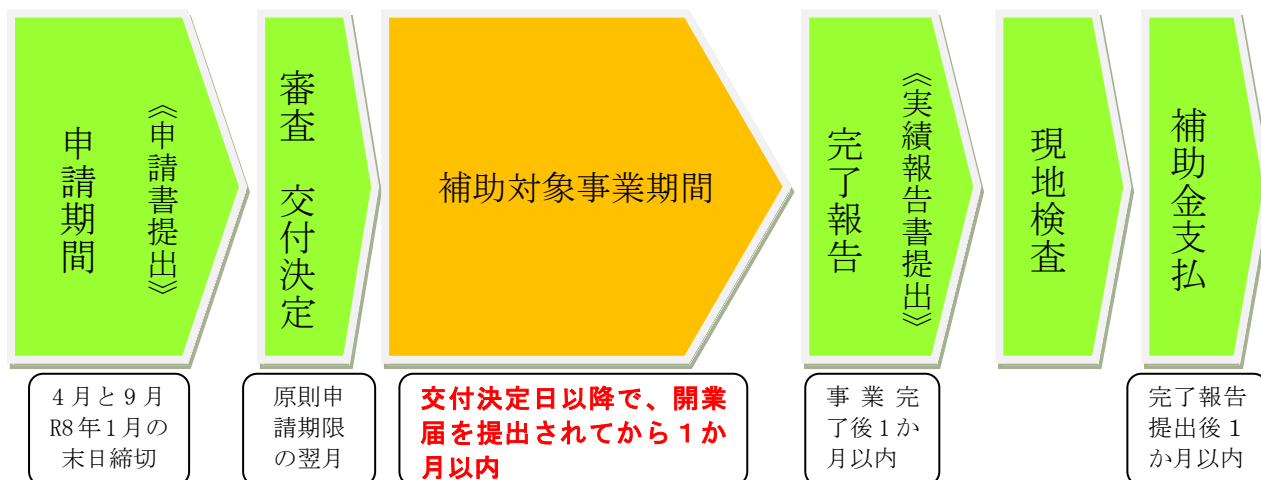 申請期間
《申請書提出》
審査　交付決定
補助対象事業期間
完了報告
《実績報告書提出》
現地検査
補助金支払
4月と9月
R8年1月の
末日締切
原則申
請期限
の翌月
交付決定日以降で、開業
届を提出されてから1か
月以内
事業完
了後1か
月以内
完了報告
提出後1
か月以内